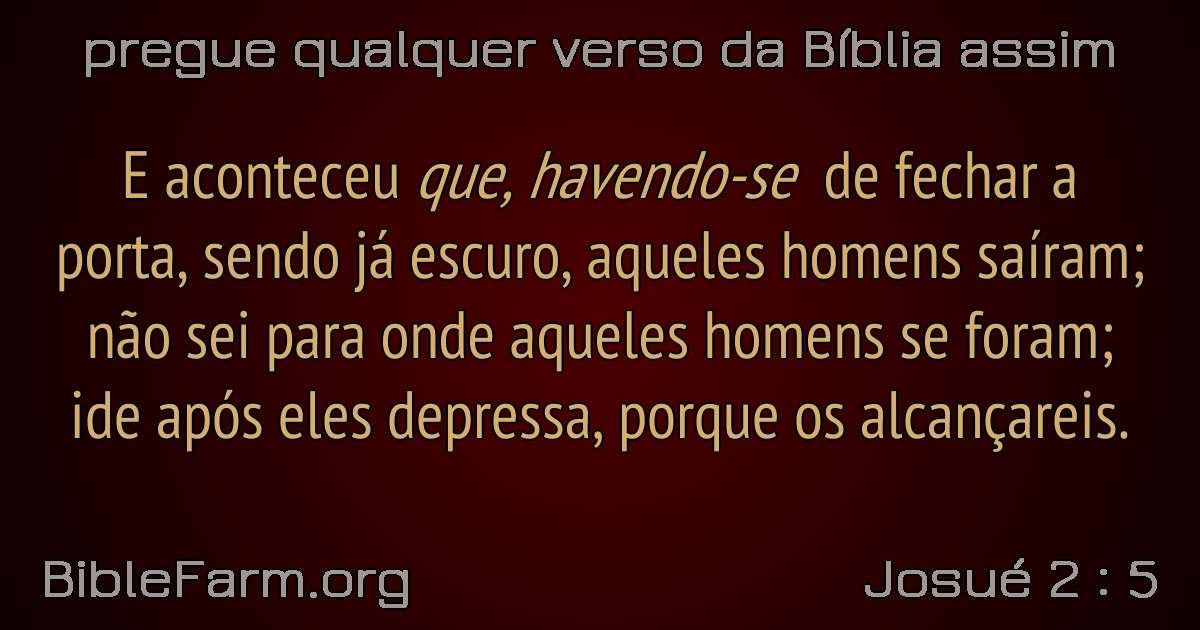 pregue qualquer verso da Bíblia assim
E aconteceu que, havendo-se de fechar a
porta, sendo já escuro, aqueles homens saíram;
não sei para onde aqueles homens se foram;
ide após eles depressa, porque os alcançareis.
BibleFarm.org
Josué 2 : 5